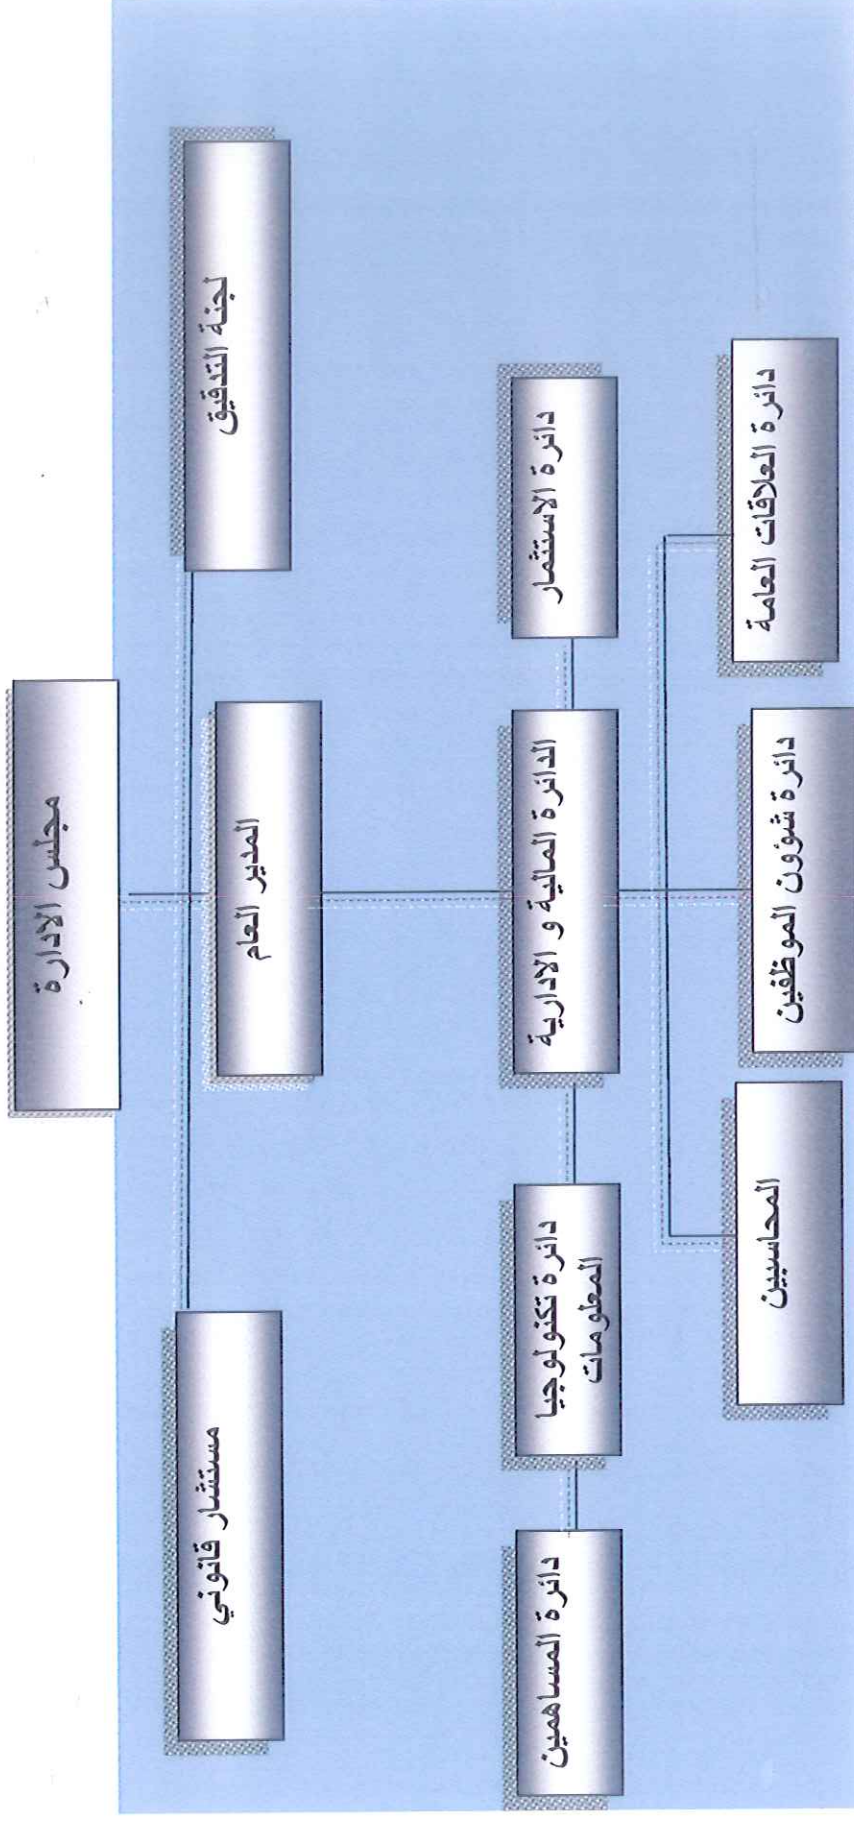 مجلس الادارة
لجنة التدقيق
المدير العام
مستشار قانوني
دائرة الاستثمار
الدائرة المالية و الادارية
دائرة تكنولوجيا
المعلومات
دائرة المساهمين
دائرة العلاقات العامة
دائرة شؤون الموظفين
المحاسبين